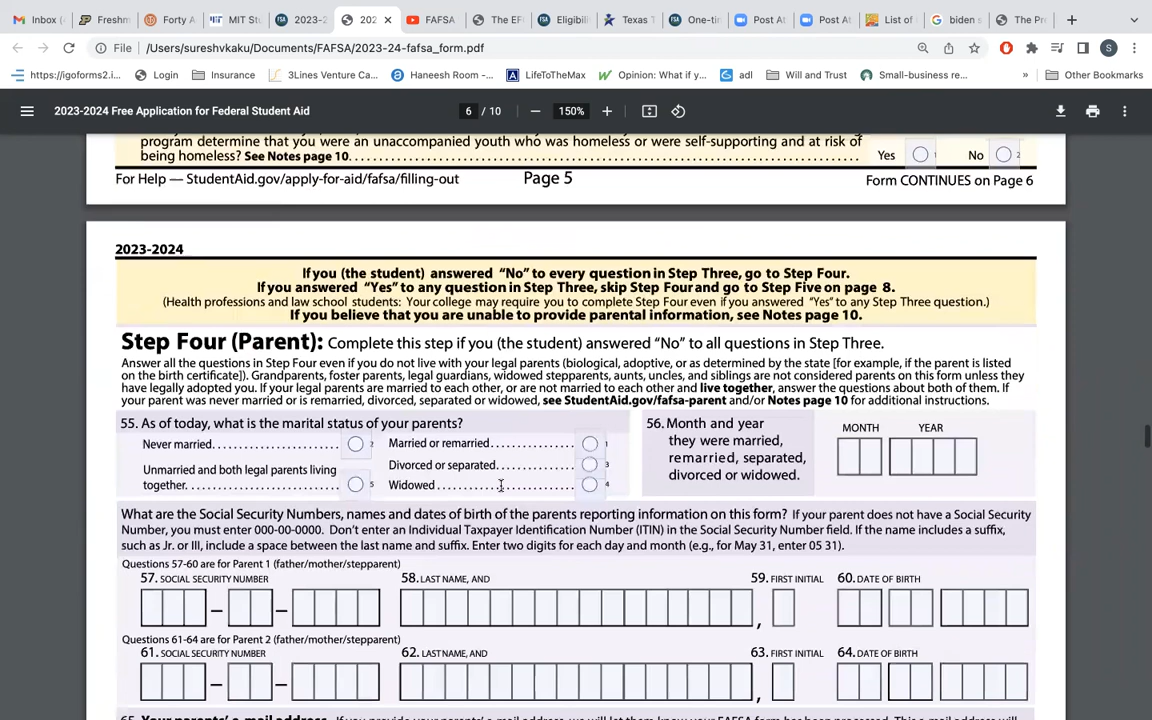 Inbox (
Freshm
Forty A
MIT St
2023-2
202
FAFSA
The EF
Eligibil
Texas T
One-tim
Post At
Post At
List of
biden s
The Pr
File
/Users/sureshvkaku/Documents/FAFSA/2023-24-fafsa_form.pdf
S
https://igoforms2.i...
Login
Insurance
3Lines Venture Ca...
Haneesh Room -...
LifeToTheMax
Opinion: What if y...
adl
Will and Trust
Small-business re...
»
Other Bookmarks
2023-2024 Free Application for Federal Student Aid
6 / 10
150%
program determine that you were an unaccompanied youth who was homeless or were self-supporting and at risk of
being homeless? See Notes page 10.
Yes 1 No 2
For Help — StudentAid.gov/apply-for-aid/fafsa/filling-out
Page 5
Form CONTINUES on Page 6
2023-2024
If you (the student) answered "No" to every question in Step Three, go to Step Four.
If you answered "Yes" to any question in Step Three, skip Step Four and go to Step Five on page 8.
(Health professions and law school students: Your college may require you to complete Step Four even if you answered "Yes" to any Step Three question.)
If you believe that you are unable to provide parental information, see Notes page 10.
Step Four (Parent): Complete this step if you (the student) answered "No" to all questions in Step Three.
Answer all the questions in Step Four even if you do not live with your legal parents (biological, adoptive, or as determined by the state [for example, if the parent is listed
on the birth certificate]). Grandparents, foster parents, legal guardians, widowed stepparents, aunts, uncles, and siblings are not considered parents on this form unless they
have legally adopted you. If your legal parents are married to each other, or are not married to each other and live together, answer the questions about both of them. If
your parent was never married or is remarried, divorced, separated or widowed, see StudentAid.gov/fafsa-parent and/or Notes page 10 for additional instructions.
55. As of today, what is the marital status of your parents?
Never married 2
Married or remarried 1
Unmarried and both legal parents living
together. 5
Divorced or separated 3
Widowed 4
56. Month and year
they were married,
remarried, separated,
divorced or widowed.
MONTH YEAR
What are the Social Security Numbers, names and dates of birth of the parents reporting information on this form? If your parent does not have a Social Security
Number, you must enter 000-00-0000. Don't enter an Individual Taxpayer Identification Number (ITIN) in the Social Security Number field. If the name includes a suffix,
such as Jr. or III, include a space between the last name and suffix. Enter two digits for each day and month (e.g., for May 31, enter 05 31).
Questions 57-60 are for Parent 1 (father/mother/stepparent)
57. SOCIAL SECURITY NUMBER
58. LAST NAME, AND
59. FIRST INITIAL
60. DATE OF BIRTH
Questions 61-64 are for Parent 2 (father/mother/stepparent)
61. SOCIAL SECURITY NUMBER
62. LAST NAME, AND
63. FIRST INITIAL
64. DATE OF BIRTH